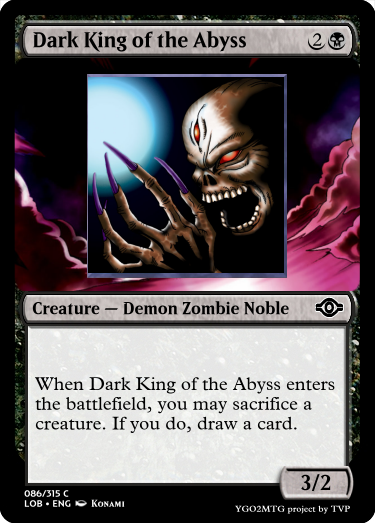 Dark King of the Abyss 2
Creature — Demon Zombie Noble
When Dark King of the Abyss enters
the battlefield, you may sacrifice a
creature. If you do, draw a card.
3/2
086/315 C
LOB • ENG Konami
YGO2MTG project by TVP